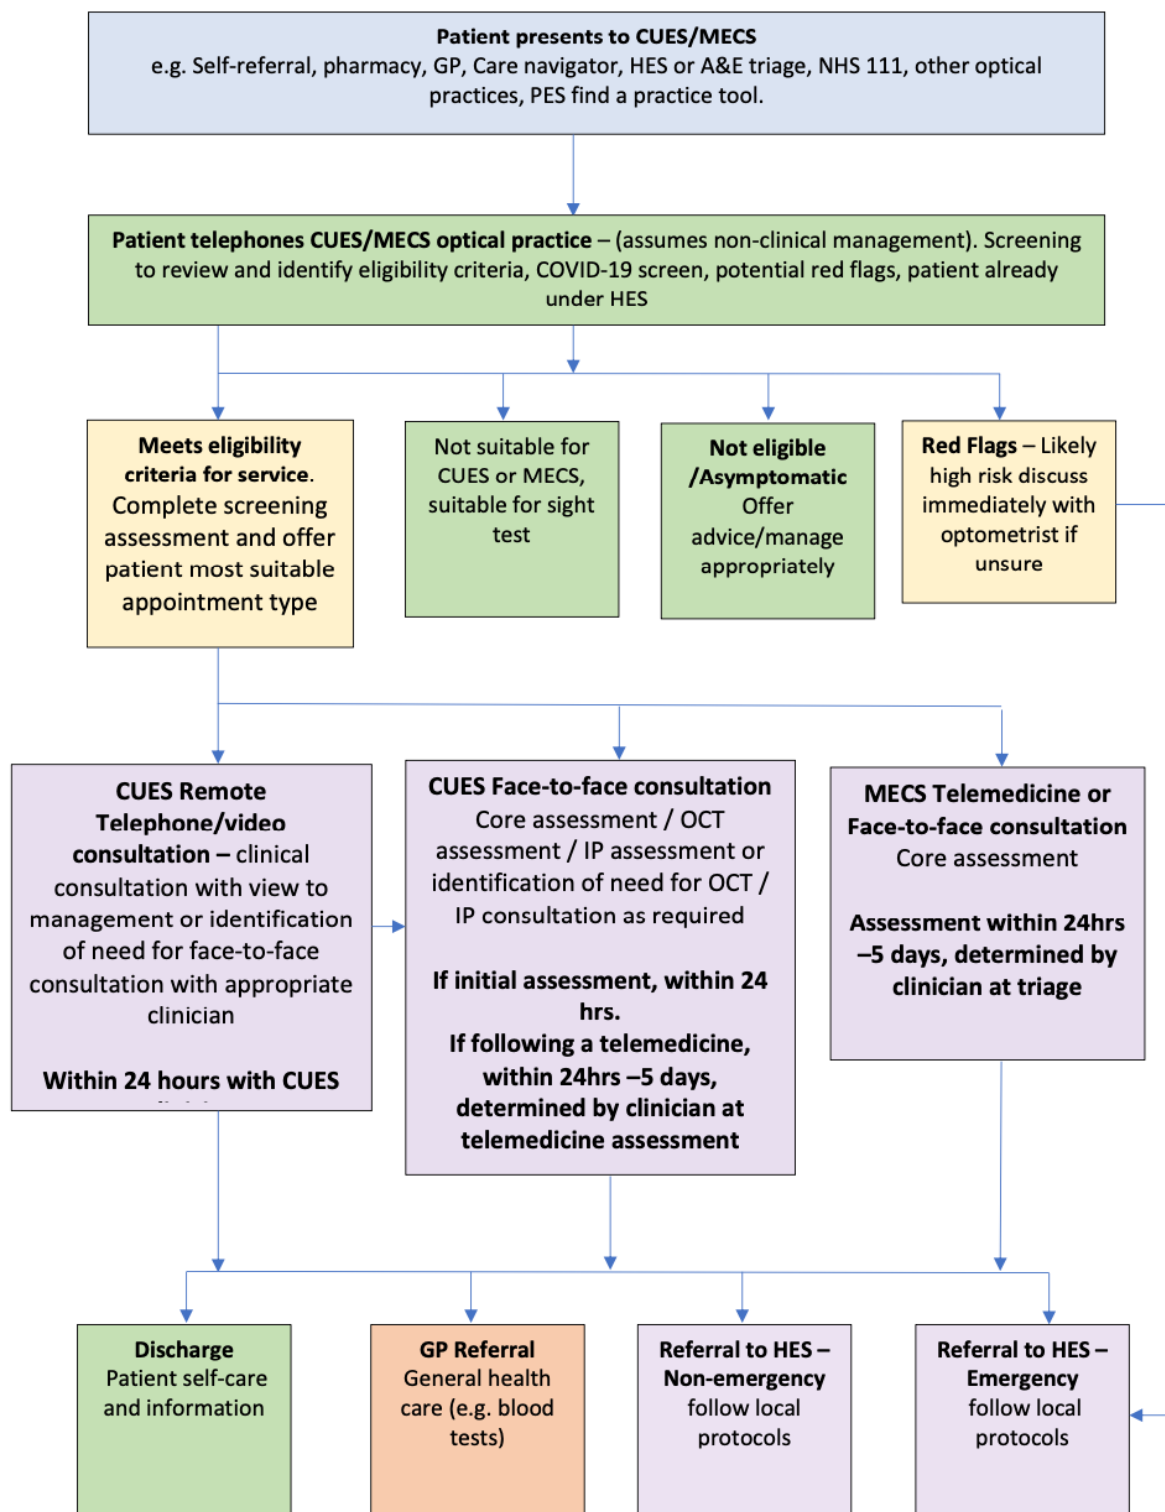 Patient presents to CUES/MECS
e.g. Self-referral, pharmacy, GP, Care navigator, HES or A&E triage, NHS 111, other optical
practices, PES find a practice tool.
Patient telephones CUES/MECS optical practice – (assumes non-clinical management). Screening
to review and identify eligibility criteria, COVID-19 screen, potential red flags, patient already
under HES
Meets eligibility
criteria for service.
Complete screening
assessment and offer
patient most suitable
appointment type
Not suitable for
CUES or MECS,
suitable for sight
test
Not eligible
/Asymptomatic
Offer
advice/manage
appropriately
Red Flags – Likely
high risk discuss
immediately with
optometrist if
unsure
CUES Remote
Telephone/video
consultation – clinical
consultation with view to
management or identification
of need for face-to-face
consultation with appropriate
clinician
Within 24 hours with CUES
CUES Face-to-face consultation
Core assessment / OCT
assessment / IP assessment or
identification of need for OCT /
IP consultation as required
If initial assessment, within 24
hrs.
If following a telemedicine,
within 24hrs –5 days,
determined by clinician at
telemedicine assessment
MECS Telemedicine or
Face-to-face consultation
Core assessment
Assessment within 24hrs
–5 days, determined by
clinician at triage
Discharge
Patient self-care
and information
GP Referral
General health
care (e.g. blood
tests)
Referral to HES –
Non-emergency
follow local
protocols
Referral to HES –
Emergency
follow local
protocols